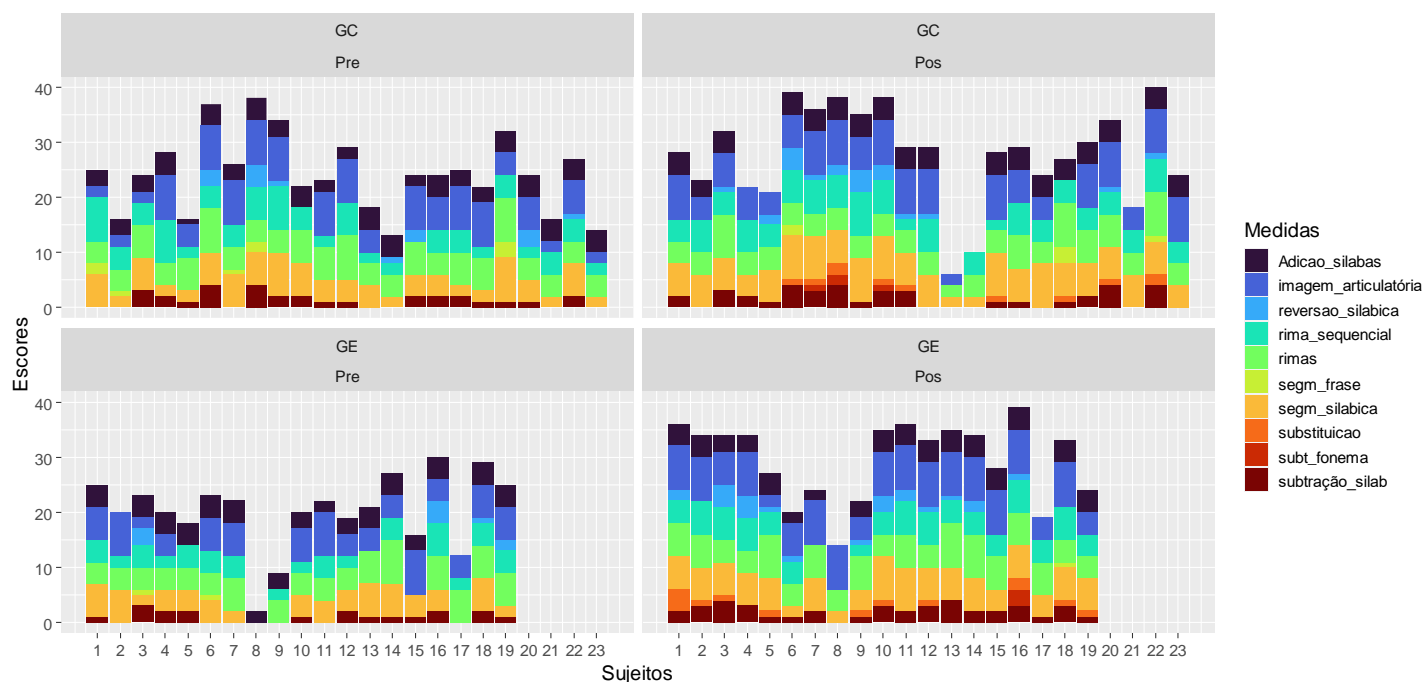 GC
GC
Pre
Pos
40
30
20
10
0
GE
GE
Pre
Pos
40
30
20
10
0
1 2 3 4 5 6 7 8 9 10 11 12 13 14 15 16 17 18 19 20 21 22 23
1 2 3 4 5 6 7 8 9 10 11 12 13 14 15 16 17 18 19 20 21 22 23
Sujeitos
Escores
Medidas
Adicao_silabas
imagem_articulatória
reversao_silabica
rima_sequencial
rimas
segm_frase
segm_silabica
substituicao
subt_fonema
subtração_silab